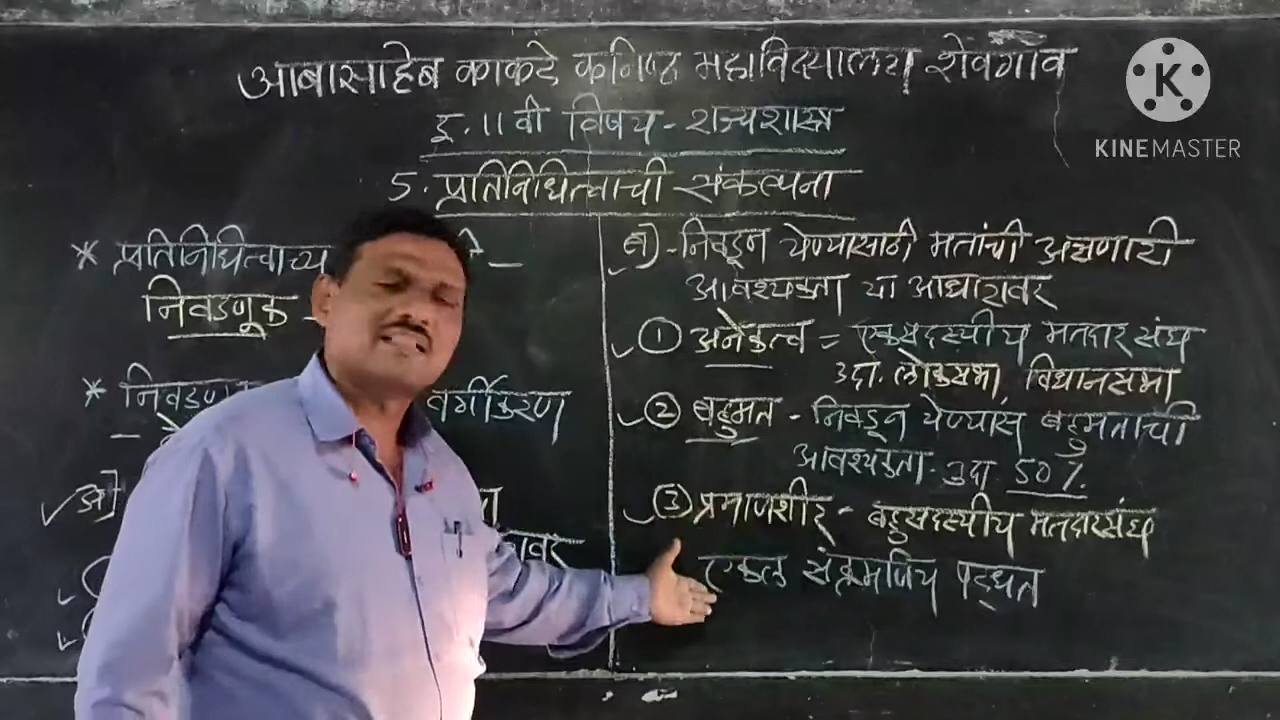 आबासाहेब काकडे कनिष्ठ महाविद्यालय शेवगांव
इ. 11 वी विषय - राज्यशास्त्र
5. प्रतिनिधित्वाची संकल्पना
* प्रतिनिधित्वाच्या
निवडणूक
* निवडणू वर्गीकरण
अ)
ब) - निवडून येण्यासाठी मतांची असणारी
आवश्यकता या आधारावर
① अनेकत्व = एकसदस्यीय मतदार संघ
उदा. लोकसभा, विधानसभा
② बहुमत - निवडून येण्यास बहुमताची
आवश्यकता. उदा. 50%
③ प्रमाणशीर - बहुसदस्यीय मतदारसंघ
एकल संक्रमणिय पद्धत
KINEMASTER